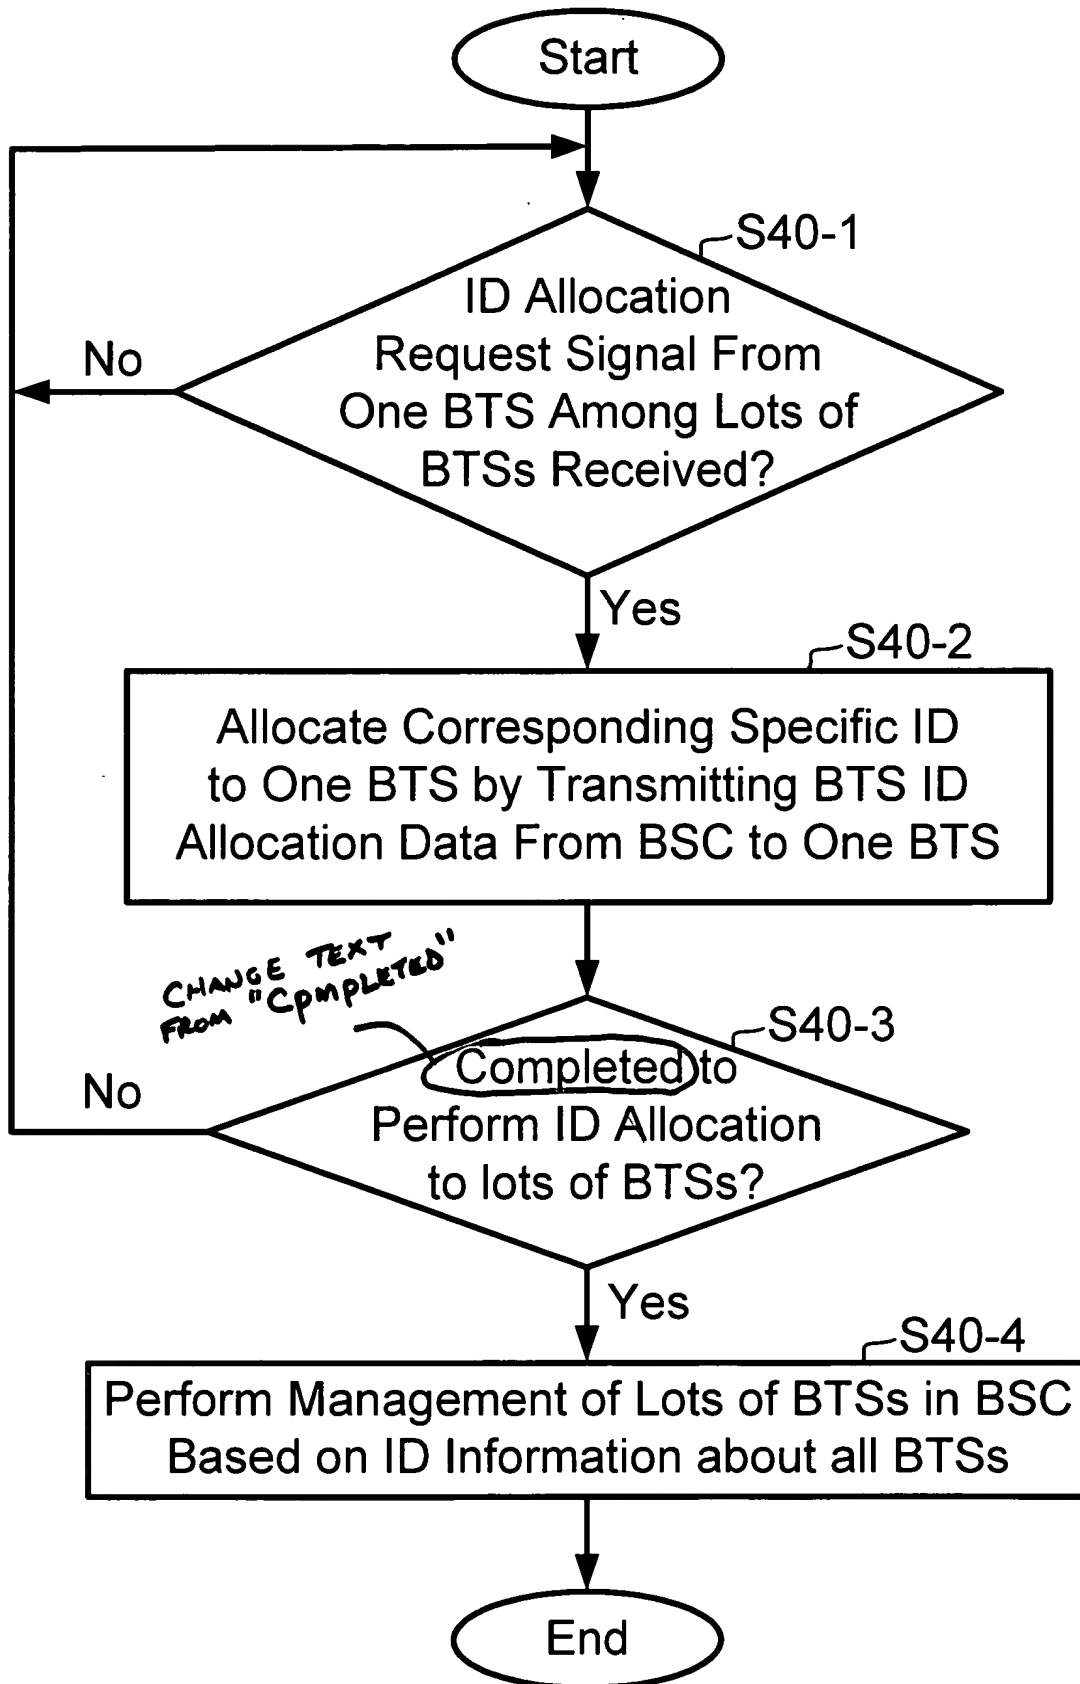 Start
S40-1
ID Allocation
Request Signal From
One BTS Among Lots of
BTSs Received?
No
Yes
S40-2
Allocate Corresponding Specific ID
to One BTS by Transmitting BTS ID
Allocation Data From BSC to One BTS
CHANGE TEXT
FROM "CPMPLETED"
S40-3
Completed to
Perform ID Allocation
to lots of BTSs?
No
Yes
S40-4
Perform Management of Lots of BTSs in BSC
Based on ID Information about all BTSs
End